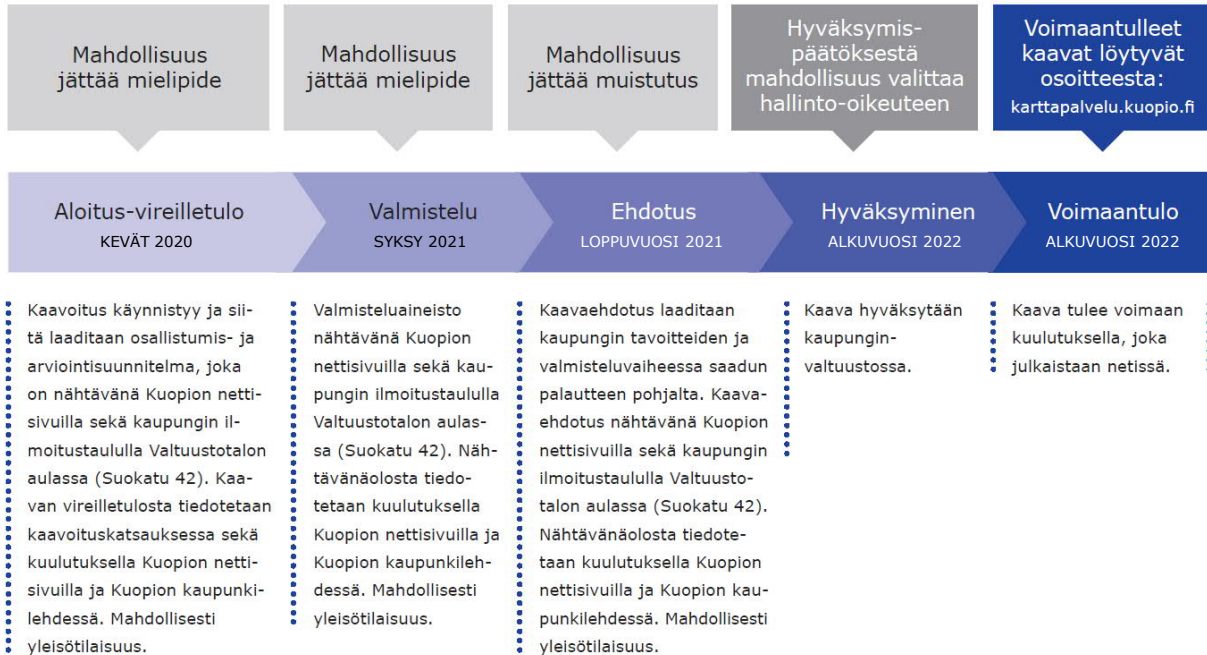 Mahdollisuus
jättää mielipide
Mahdollisuus
jättää mielipide
Mahdollisuus
jättää muistutus
Hyväksymis-
päätöksestä
mahdollisuus valittaa
hallinto-oikeuteen
Voimaantulleet
kaavat löytyvät
osoitteesta:
karttapalvelu.kuopio.fi
Aloitus-vireilletulo
KEVÄT 2020
Valmistelu
SYKSY 2021
Ehdotus
LOPPUVUOSI 2021
Hyväksyminen
ALKUVUOSI 2022
Voimaantulo
ALKUVUOSI 2022
Kaavoitus käynnistyy ja sii-
tä laaditaan osallistumis- ja
arviointisuunnitelma, joka
on nähtävänä Kuopion netti-
sivuilla sekä kaupungin il-
moitustaululla Valtuustotalon
aulassa (Suokatu 42). Kaa-
van vireilletulosta tiedotetaan
kaavoituskatsauksessa sekä
kuulutuksella Kuopion netti-
sivuilla ja Kuopion kaupunki-
lehdessä. Mahdollisesti
yleisötilaisuus.
Valmisteluaineisto
nähtävänä Kuopion
nettisivuilla sekä kau-
pungin ilmoitustaululla
Valtuustotalon aulas-
sa (Suokatu 42). Näh-
tävänäolosta tiedo-
tetaan kuulutuksella
Kuopion nettisivuilla ja
Kuopion kaupunkileh-
dessä. Mahdollisesti
yleisötilaisuus.
Kaavaehdotus laaditaan
kaupungin tavoitteiden ja
valmisteluvaiheessa saadun
palautteen pohjalta. Kaava-
ehdotus nähtävänä Kuopion
nettisivuilla sekä kaupungin
ilmoitustaululla Valtuusto-
talon aulassa (Suokatu 42).
Nähtävänäolosta tiedote-
taan kuulutuksella Kuopion
nettisivuilla ja Kuopion kau-
punkilehdessä. Mahdollisesti
yleisötilaisuus.
Kaava hyväksytään
kaupungin-
valtuustossa.
Kaava tulee voimaan
kuulutuksella, joka
julkaistaan netissä.